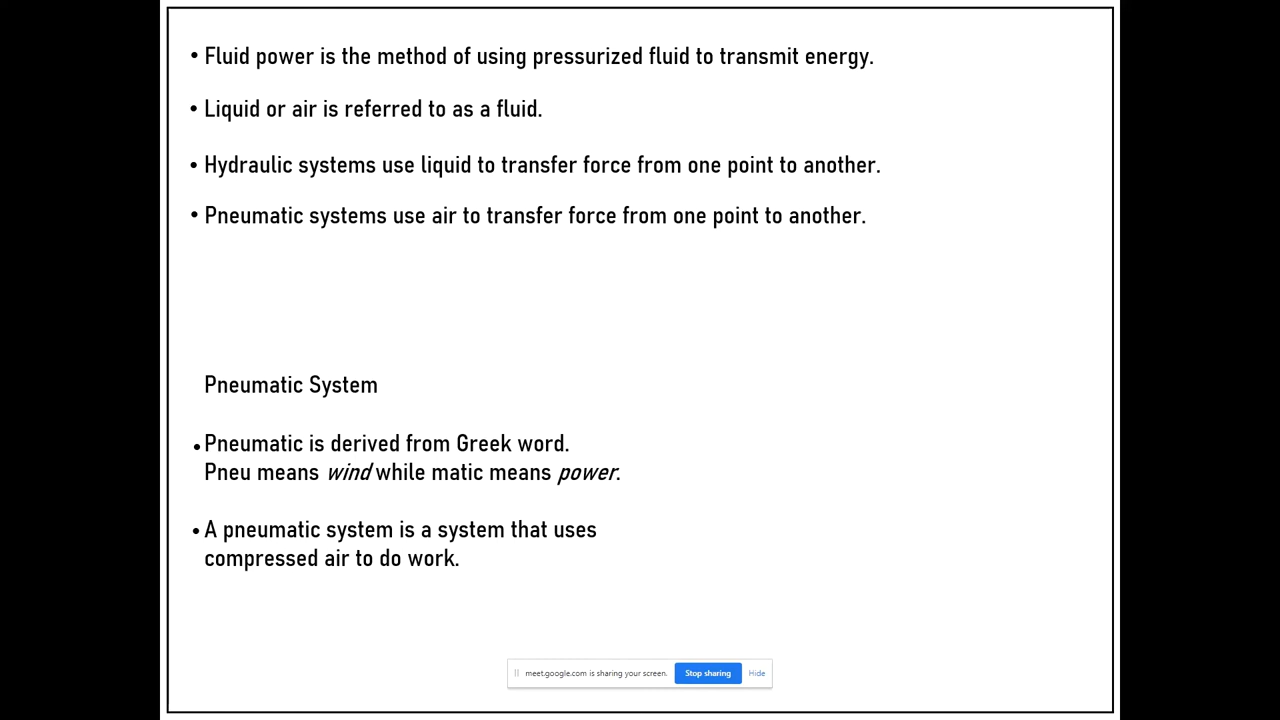 • Fluid power is the method of using pressurized fluid to transmit energy.
• Liquid or air is referred to as a fluid.
• Hydraulic systems use liquid to transfer force from one point to another.
• Pneumatic systems use air to transfer force from one point to another.
Pneumatic System
• Pneumatic is derived from Greek word.
Pneu means wind while matic means power.
• A pneumatic system is a system that uses
compressed air to do work.
meet.google.com is sharing your screen. Stop sharing Hide